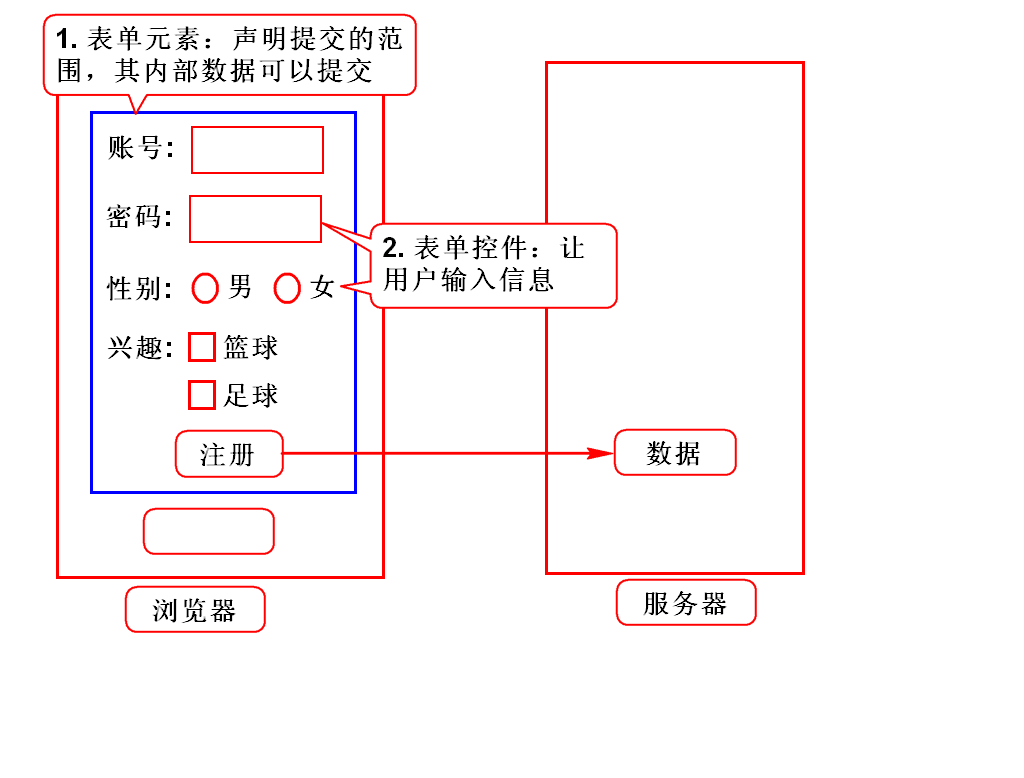 1. 表单元素：声明提交的范
围，其内部数据可以提交
账号:
密码:
2. 表单控件：让
用户输入信息
性别: 男 女
兴趣: 篮球
足球
注册
数据
浏览器
服务器